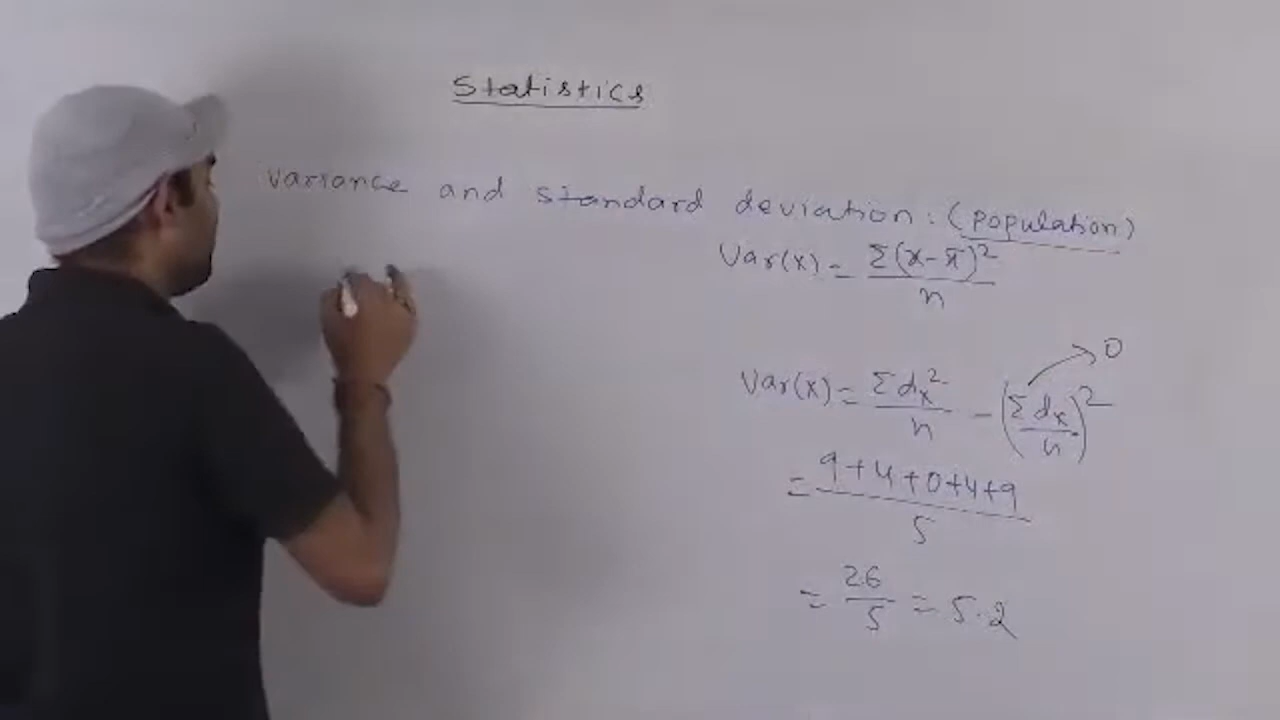 Statistics
Variance and standard deviation : (population)
Var(x) = Σ(x-x̄)² / n
0
Var(x) = Σdx² / n - (Σdx / n)²
= 9+4+0+4+9 / 5
= 26 / 5 = 5.2